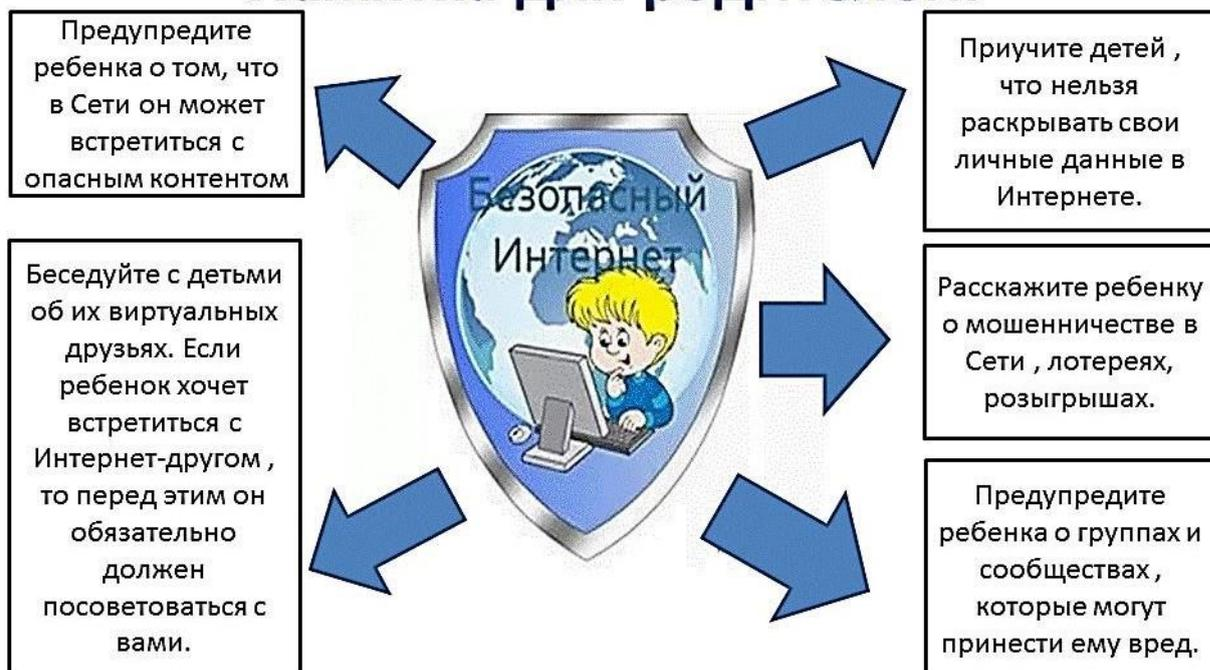 Предупредите
ребенка о том, что
в Сети он может
встретиться с
опасным контентом
Беседуйте с детьми
об их виртуальных
друзьях. Если
ребенок хочет
встретиться с
Интернет-другом ,
то перед этим он
обязательно
должен
посоветоваться с
вами.
Безопасный
Интернет
Приучите детей ,
что нельзя
раскрывать свои
личные данные в
Интернете.
Расскажите ребенку
о мошенничестве в
Сети , лотереях,
розыгрышах.
Предупредите
ребенка о группах и
сообществах ,
которые могут
принести ему вред.